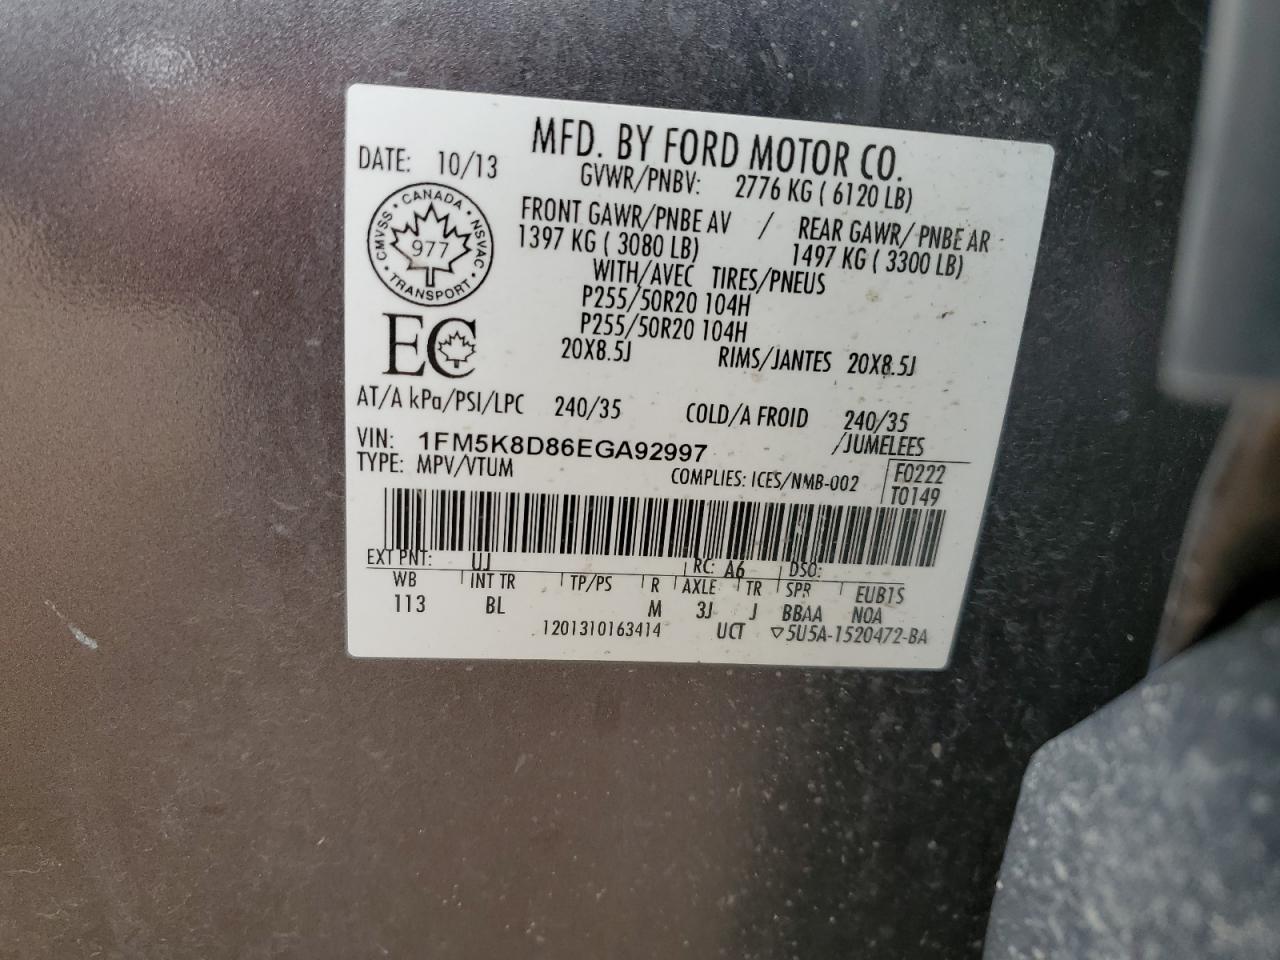 MFD. BY FORD MOTOR CO.
DATE: 10/13
GVWR/PNBV: 2776 KG ( 6120 LB)
FRONT GAWR/PNBE AV / REAR GAWR/PNBE AR
1397 KG ( 3080 LB) 1497 KG ( 3300 LB)
WITH/AVEC TIRES/PNEUS
P255/50R20 104H
P255/50R20 104H
20X8.5J RIMS/JANTES 20X8.5J
CANADA
CMVSS • NSVAC
977
• TRANSPORT •
EC
AT/A kPa/PSI/LPC 240/35 COLD/A FROID 240/35
VIN: 1FM5K8D86EGA92997 /JUMELEES
TYPE: MPV/VTUM COMPLIES: ICES/NMB-002 F0222
T0149
EXT PNT: UJ RC: A6 DSO:
WB INT TR TP/PS R AXLE TR SPR EUB1S
113 BL M 3J J BBAA NOA
1201310163414 UCT ▽5U5A-1520472-BA